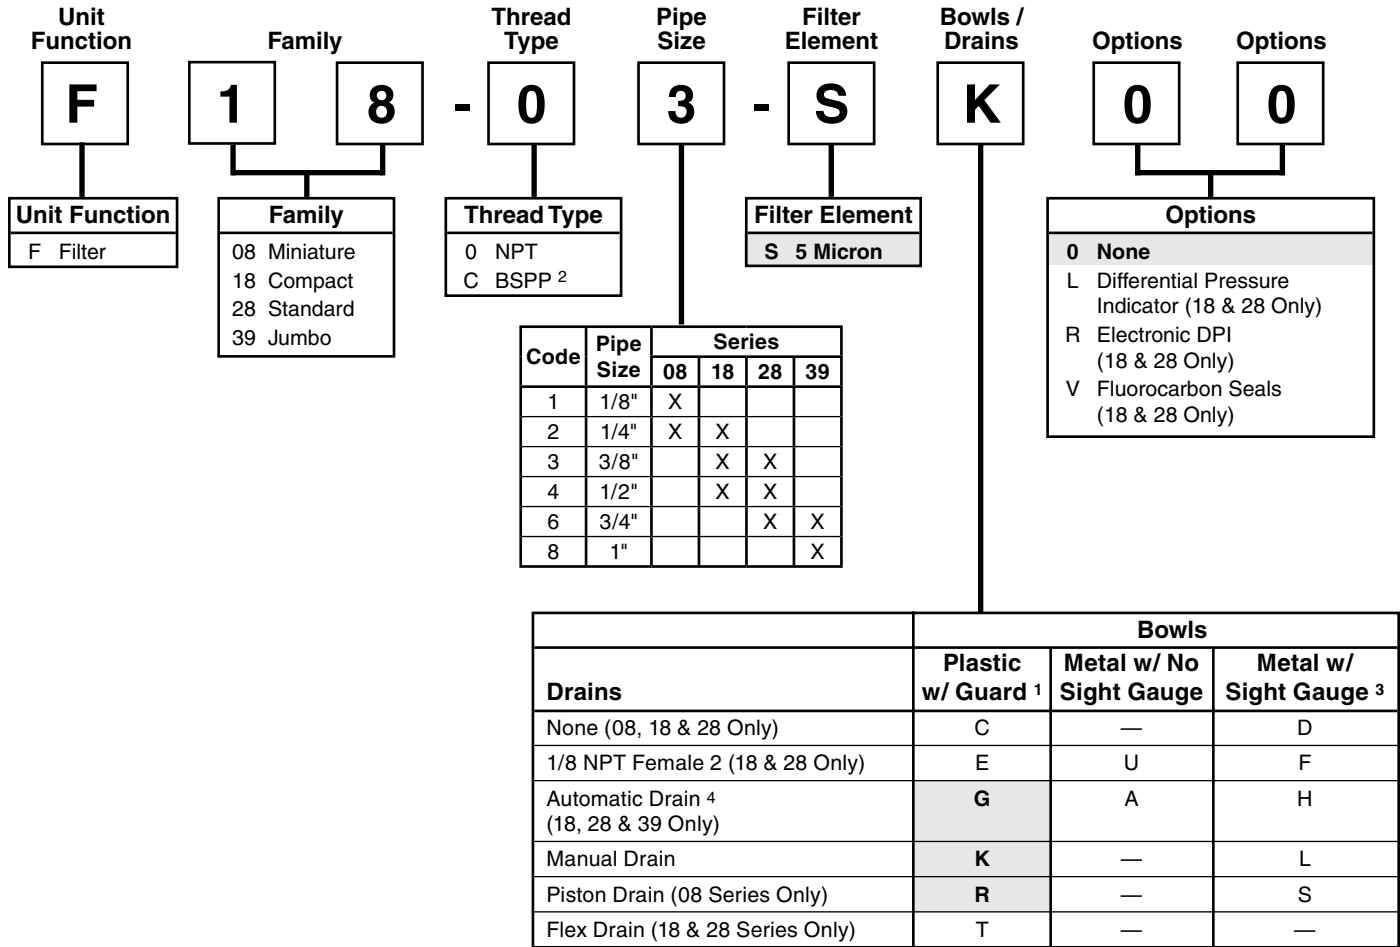 Unit Function
Family
Thread Type
Pipe Size
Filter Element
Bowls / Drains
Options
Options
F 1 8 - 0 3 - S K 0 0
Unit Function
F Filter
Family
08 Miniature
18 Compact
28 Standard
39 Jumbo
Thread Type
0 NPT
C BSPP 2
Filter Element
S 5 Micron
Options
0 None
L Differential Pressure
Indicator (18 & 28 Only)
R Electronic DPI
(18 & 28 Only)
V Fluorocarbon Seals
(18 & 28 Only)
Code Pipe Size Series
08 18 28 39
1 1/8" X
2 1/4" X X
3 3/8" X X
4 1/2" X X
6 3/4" X X
8 1" X
Bowls
Drains
Plastic w/ Guard 1
Metal w/ No Sight Gauge
Metal w/ Sight Gauge 3
None (08, 18 & 28 Only) C — D
1/8 NPT Female 2 (18 & 28 Only) E U F
Automatic Drain 4 G A H
(18, 28 & 39 Only)
Manual Drain K — L
Piston Drain (08 Series Only) R — S
Flex Drain (18 & 28 Series Only) T — —